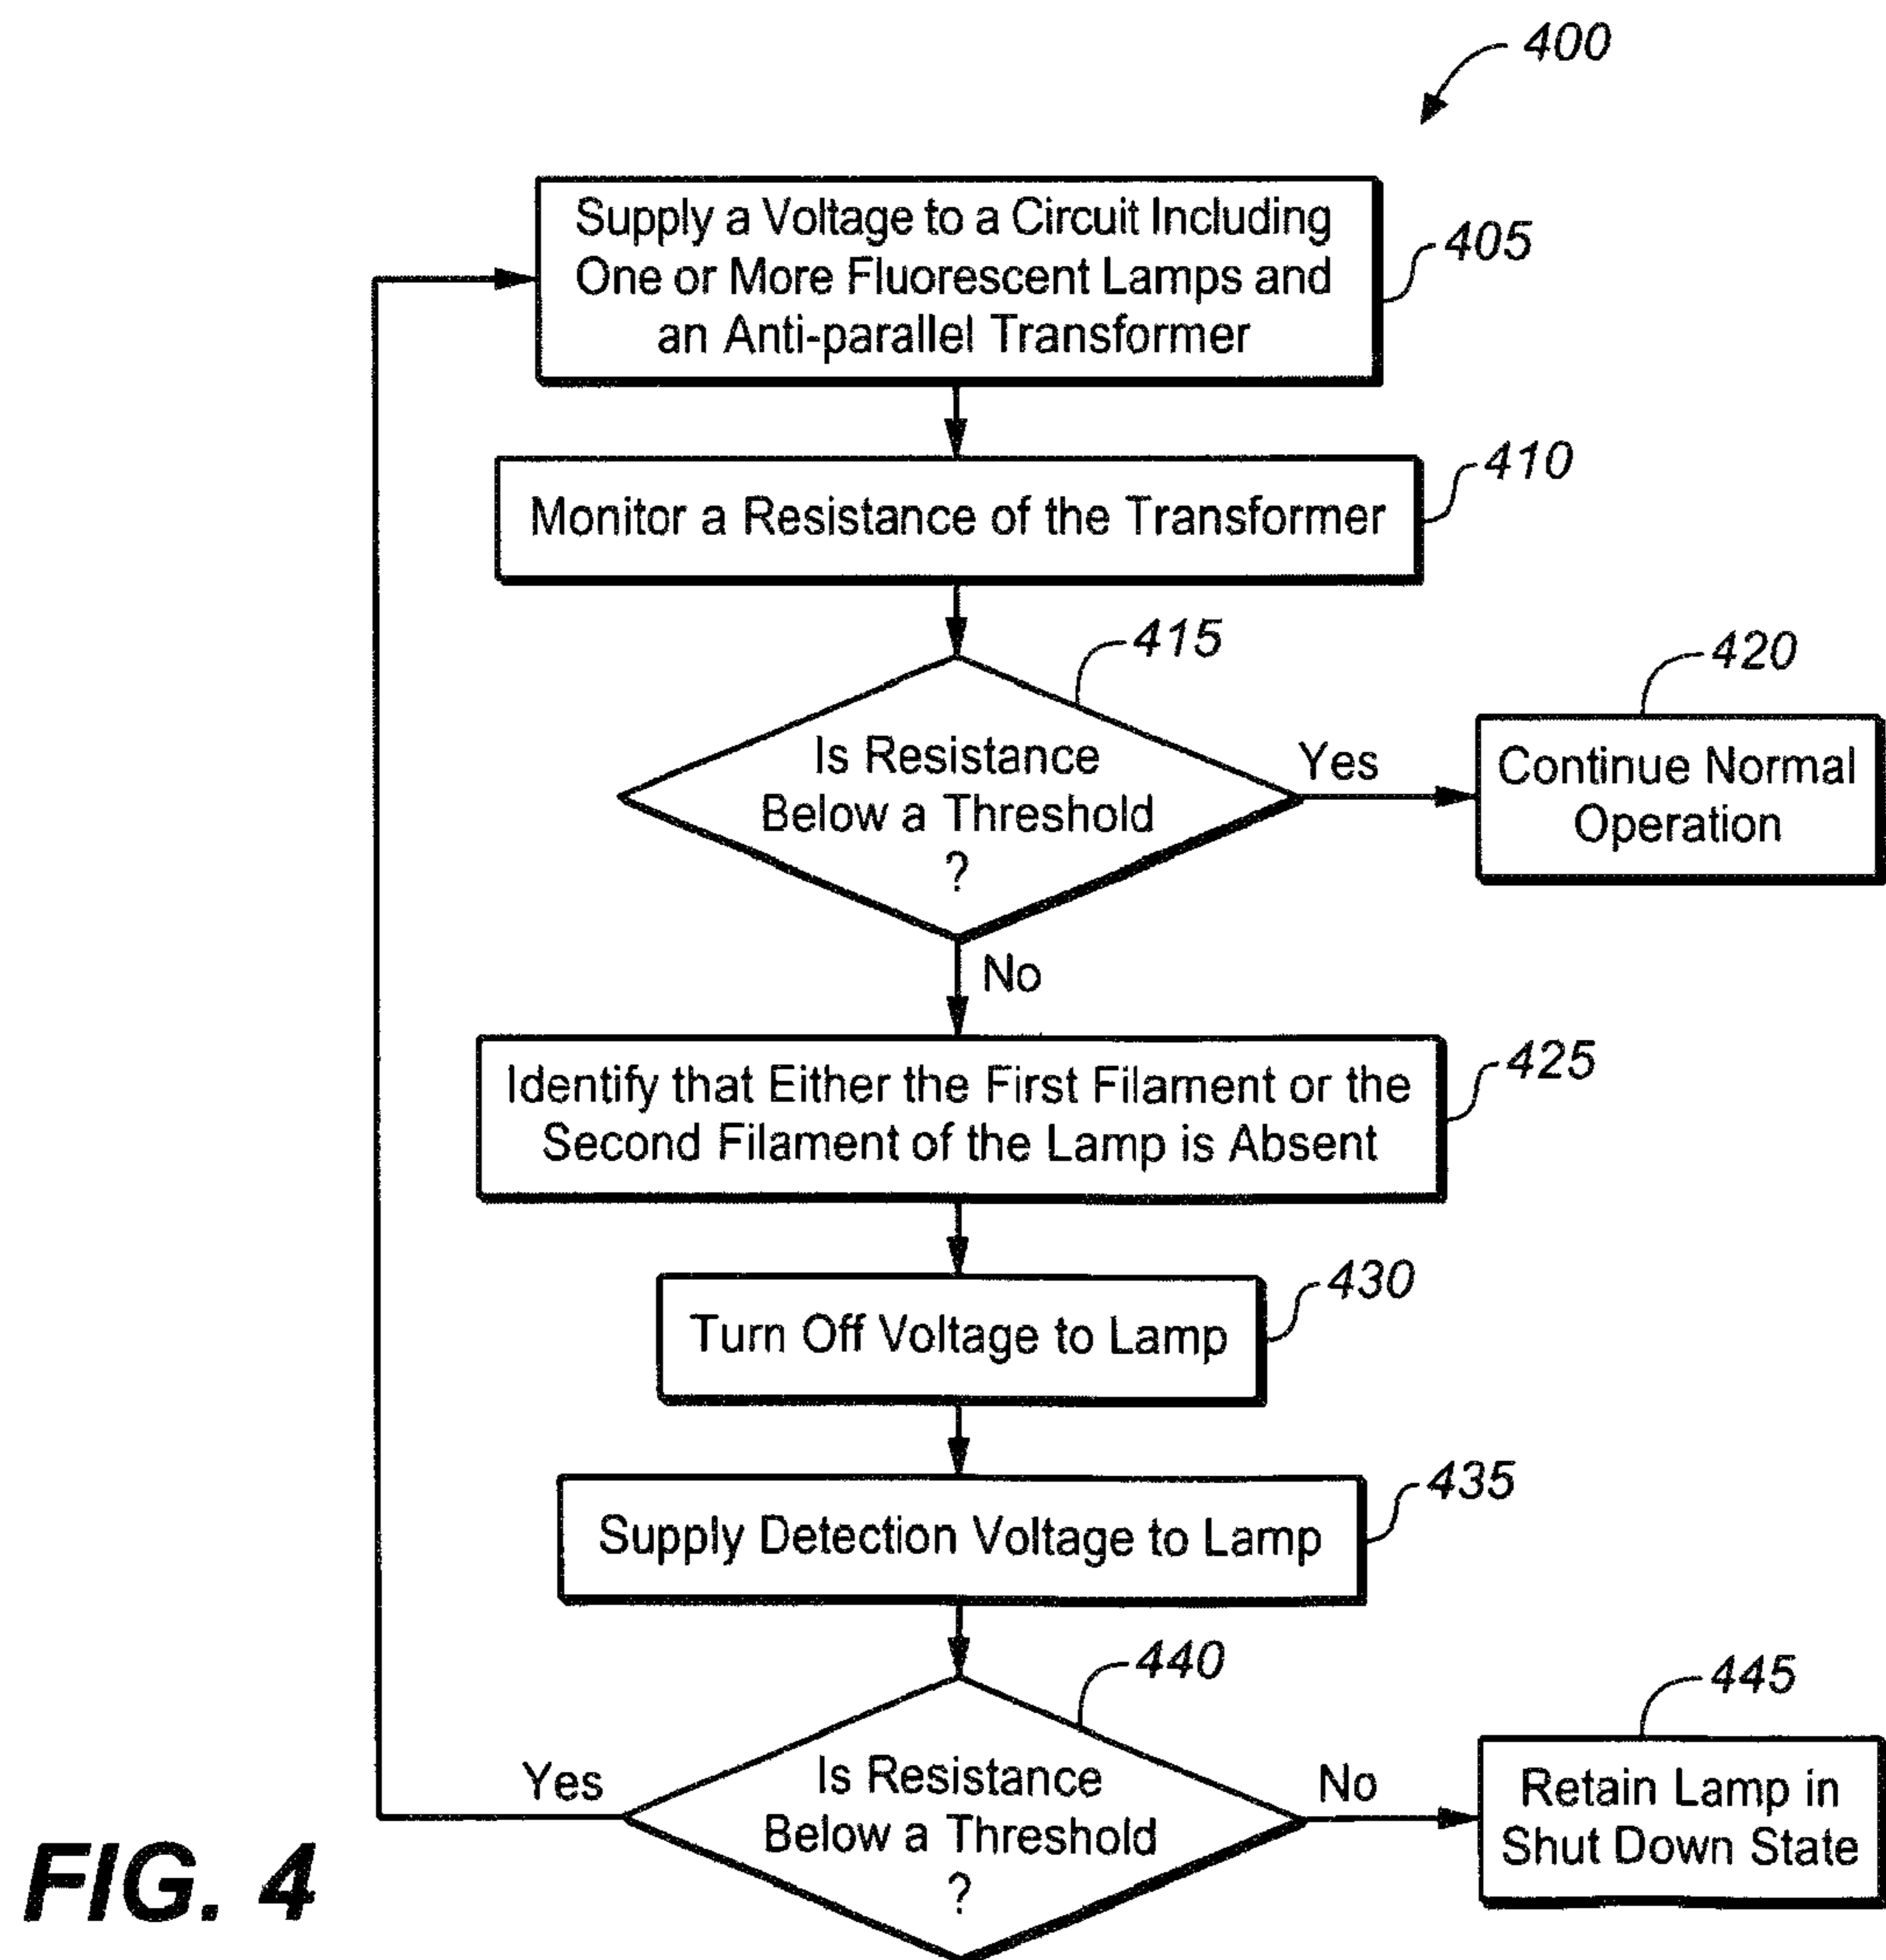 400
Supply a Voltage to a Circuit Including
One or More Fluorescent Lamps and
an Anti-parallel Transformer
405
Monitor a Resistance of the Transformer
410
415
Is Resistance
Below a Threshold
?
Yes
420
Continue Normal
Operation
No
Identify that Either the First Filament or the
Second Filament of the Lamp is Absent
425
Turn Off Voltage to Lamp
430
Supply Detection Voltage to Lamp
435
440
Is Resistance
Below a Threshold
?
Yes
No
445
Retain Lamp in
Shut Down State
FIG. 4